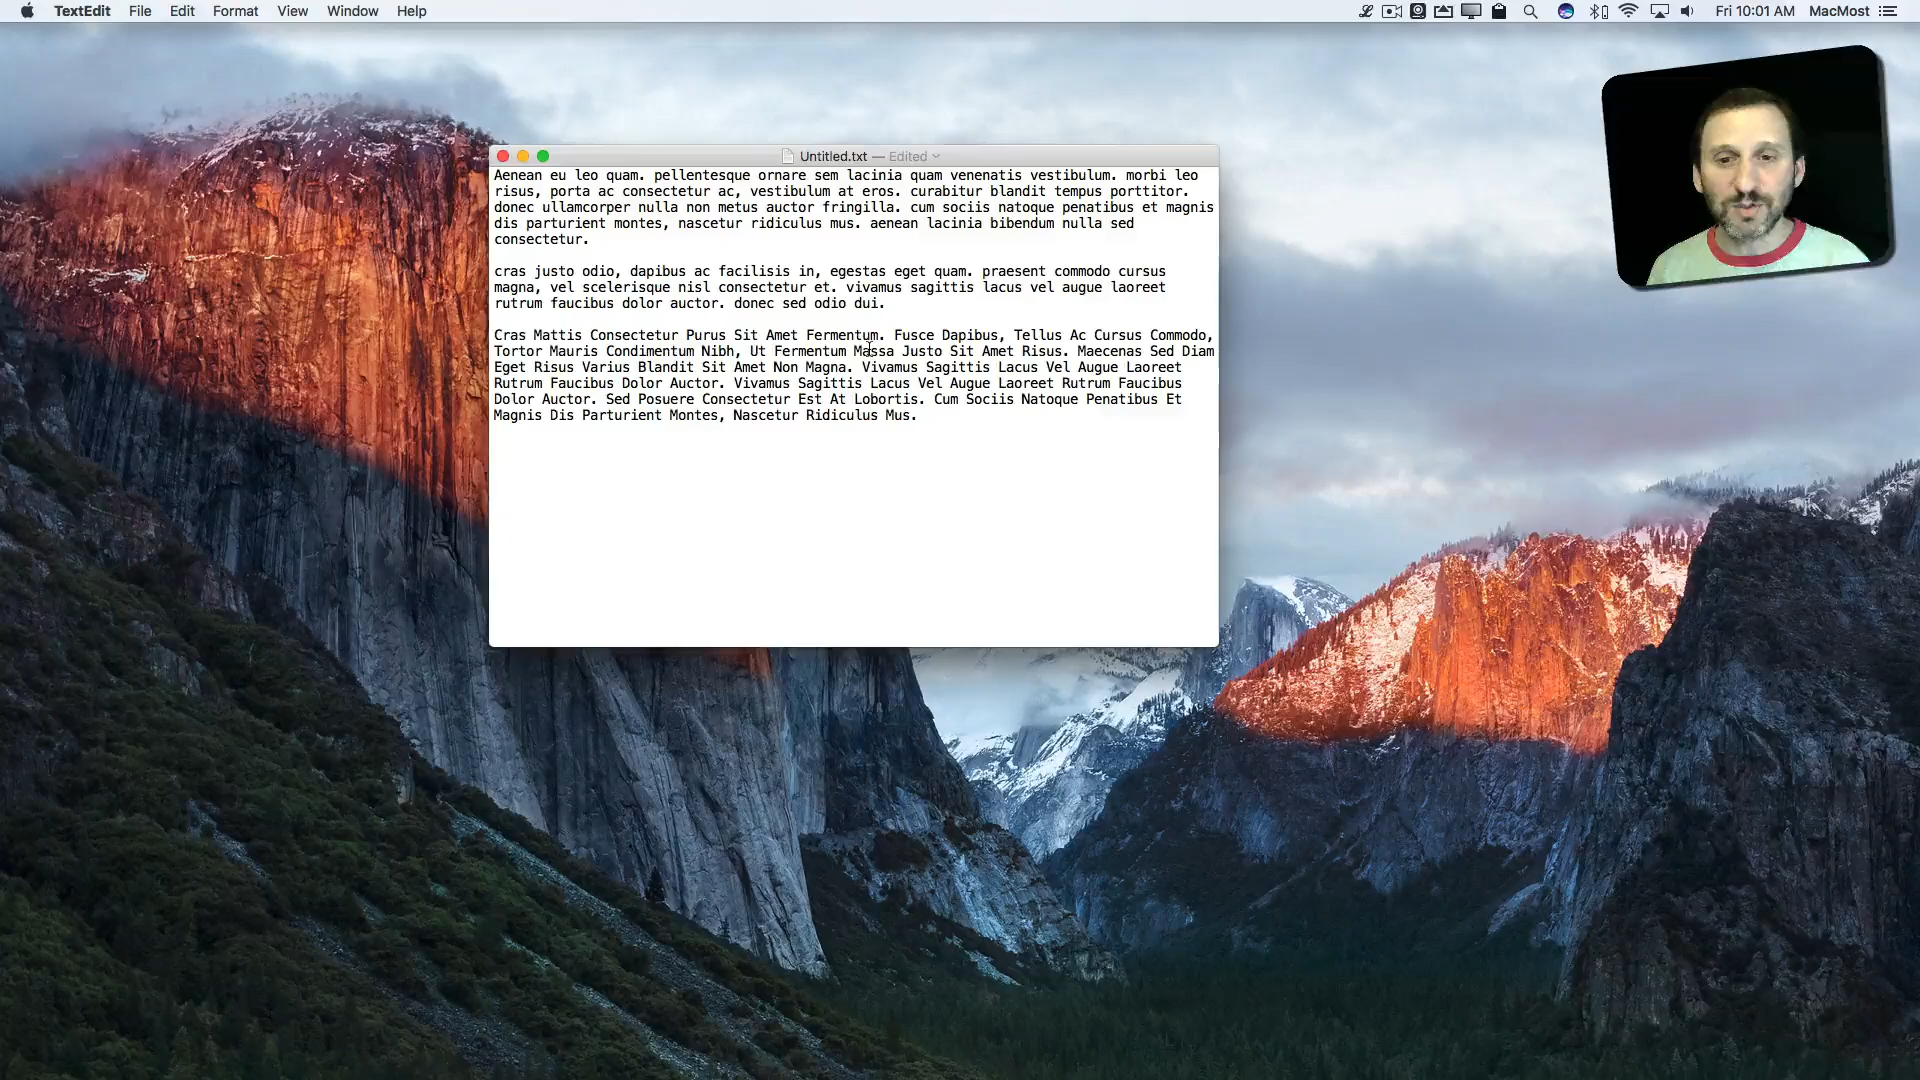 TextEdit File Edit Format View Window Help
Fri 10:01 AM MacMost
Untitled.txt — Edited
Aenean eu leo quam. pellentesque ornare sem lacinia quam venenatis vestibulum. morbi leo
risus, porta ac consectetur ac, vestibulum at eros. curabitur blandit tempus porttitor.
donec ullamcorper nulla non metus auctor fringilla. cum sociis natoque penatibus et magnis
dis parturient montes, nascetur ridiculus mus. aenean lacinia bibendum nulla sed
consectetur.
cras justo odio, dapibus ac facilisis in, egestas eget quam. praesent commodo cursus
magna, vel scelerisque nisl consectetur et. vivamus sagittis lacus vel augue laoreet
rutrum faucibus dolor auctor. donec sed odio dui.
Cras Mattis Consectetur Purus Sit Amet Fermentum. Fusce Dapibus, Tellus Ac Cursus Commodo,
Tortor Mauris Condimentum Nibh, Ut Fermentum Massa Justo Sit Amet Risus. Maecenas Sed Diam
Eget Risus Varius Blandit Sit Amet Non Magna. Vivamus Sagittis Lacus Vel Augue Laoreet
Rutrum Faucibus Dolor Auctor. Vivamus Sagittis Lacus Vel Augue Laoreet Rutrum Faucibus
Dolor Auctor. Sed Posuere Consectetur Est At Lobortis. Cum Sociis Natoque Penatibus Et
Magnis Dis Parturient Montes, Nascetur Ridiculus Mus.